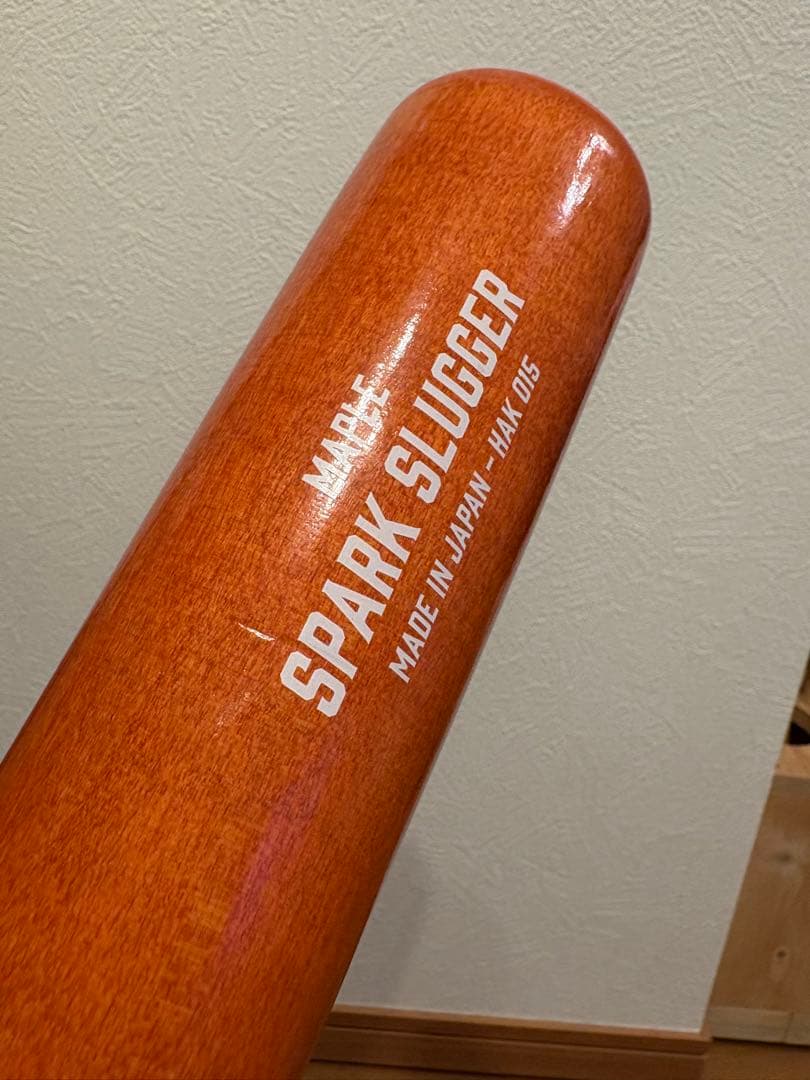 MAPLE
SPARK SLUGGER
MADE IN JAPAN - HAK 015